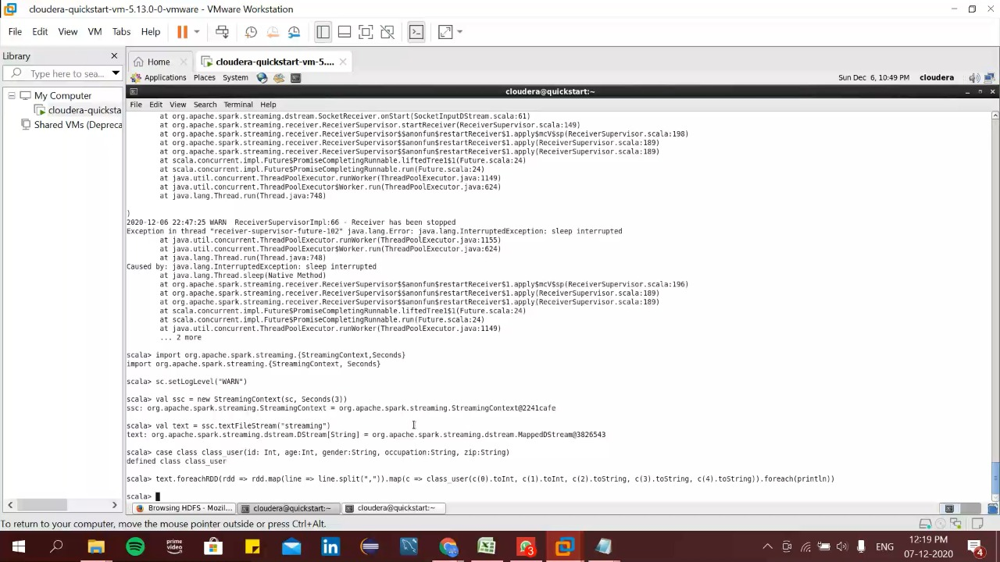 cloudera-quickstart-vm-5.13.0-0-vmware - VMware Workstation
File Edit View VM Tabs Help
Library
Home
cloudera-quickstart-vm-5....
Type here to sea...
Applications Places System
Sun Dec 6, 10:49 PM cloudera
My Computer
cloudera-quicksta
Shared VMs (Depreca
cloudera@quickstart:~
File Edit View Search Terminal Help
at org.apache.spark.streaming.dstream.SocketReceiver.onStart(SocketInputDStream.scala:61)
at org.apache.spark.streaming.receiver.ReceiverSupervisor.startReceiver(ReceiverSupervisor.scala:149)
at org.apache.spark.streaming.receiver.ReceiverSupervisor$$anonfun$restartReceiver$1.apply$mcV$sp(ReceiverSupervisor.scala:198)
at org.apache.spark.streaming.receiver.ReceiverSupervisor$$anonfun$restartReceiver$1.apply(ReceiverSupervisor.scala:189)
at org.apache.spark.streaming.receiver.ReceiverSupervisor$$anonfun$restartReceiver$1.apply(ReceiverSupervisor.scala:189)
at scala.concurrent.impl.Future$PromiseCompletingRunnable.liftedTree1$1(Future.scala:24)
at scala.concurrent.impl.Future$PromiseCompletingRunnable.run(Future.scala:24)
at java.util.concurrent.ThreadPoolExecutor.runWorker(ThreadPoolExecutor.java:1149)
at java.util.concurrent.ThreadPoolExecutor$Worker.run(ThreadPoolExecutor.java:624)
at java.lang.Thread.run(Thread.java:748)
)
2020-12-06 22:47:25 WARN  ReceiverSupervisorImpl:66 - Receiver has been stopped
Exception in thread "receiver-supervisor-future-102" java.lang.Error: java.lang.InterruptedException: sleep interrupted
at java.util.concurrent.ThreadPoolExecutor.runWorker(ThreadPoolExecutor.java:1155)
at java.util.concurrent.ThreadPoolExecutor$Worker.run(ThreadPoolExecutor.java:624)
at java.lang.Thread.run(Thread.java:748)
Caused by: java.lang.InterruptedException: sleep interrupted
at java.lang.Thread.sleep(Native Method)
at org.apache.spark.streaming.receiver.ReceiverSupervisor$$anonfun$restartReceiver$1.apply$mcV$sp(ReceiverSupervisor.scala:196)
at org.apache.spark.streaming.receiver.ReceiverSupervisor$$anonfun$restartReceiver$1.apply(ReceiverSupervisor.scala:189)
at org.apache.spark.streaming.receiver.ReceiverSupervisor$$anonfun$restartReceiver$1.apply(ReceiverSupervisor.scala:189)
at scala.concurrent.impl.Future$PromiseCompletingRunnable.liftedTree1$1(Future.scala:24)
at scala.concurrent.impl.Future$PromiseCompletingRunnable.run(Future.scala:24)
at java.util.concurrent.ThreadPoolExecutor.runWorker(ThreadPoolExecutor.java:1149)
... 2 more
scala> import org.apache.spark.streaming.{StreamingContext,Seconds}
import org.apache.spark.streaming.{StreamingContext, Seconds}
scala> sc.setLogLevel("WARN")
scala> val ssc = new StreamingContext(sc, Seconds(3))
ssc: org.apache.spark.streaming.StreamingContext = org.apache.spark.streaming.StreamingContext@2241cafe
scala> val text = ssc.textFileStream("streaming")
text: org.apache.spark.streaming.dstream.DStream[String] = org.apache.spark.streaming.dstream.MappedDStream@3826543
scala> case class class_user(id: Int, age:Int, gender:String, occupation:String, zip:String)
defined class class_user
scala> text.foreachRDD(rdd => rdd.map(line => line.split(",")).map(c => class_user(c(0).toInt, c(1).toInt, c(2).toString, c(3).toString, c(4).toString)).foreach(println))
scala>
Browsing HDFS - Mozil...
cloudera@quickstart:~
cloudera@quickstart:~
To return to your computer, move the mouse pointer outside or press Ctrl+Alt.
prime video
3
ENG
12:19 PM
07-12-2020
4